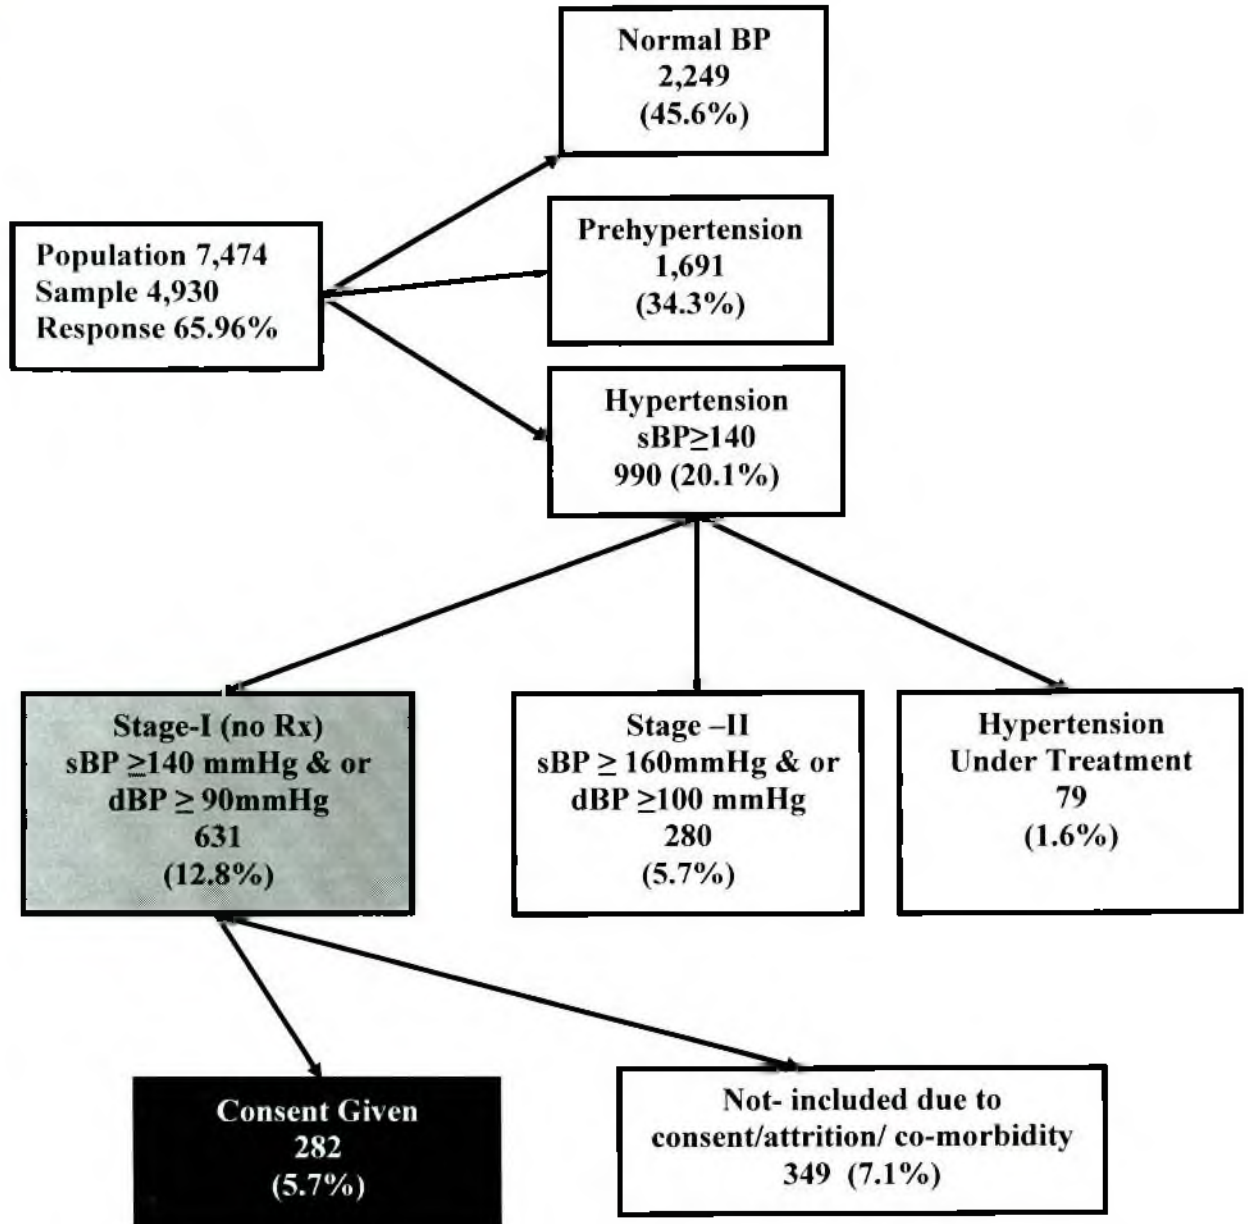 Normal BP
2,249
(45.6%)
Population 7,474
Sample 4,930
Response 65.96%
Prehypertension
1,691
(34.3%)
Hypertension
sBP≥140
990 (20.1%)
Stage-I (no Rx)
sBP ≥140 mmHg & or
dBP ≥ 90mmHg
631
(12.8%)
Stage –II
sBP ≥ 160mmHg & or
dBP ≥100 mmHg
280
(5.7%)
Hypertension
Under Treatment
79
(1.6%)
Consent Given
282
(5.7%)
Not- included due to
consent/attrition/ co-morbidity
349 (7.1%)